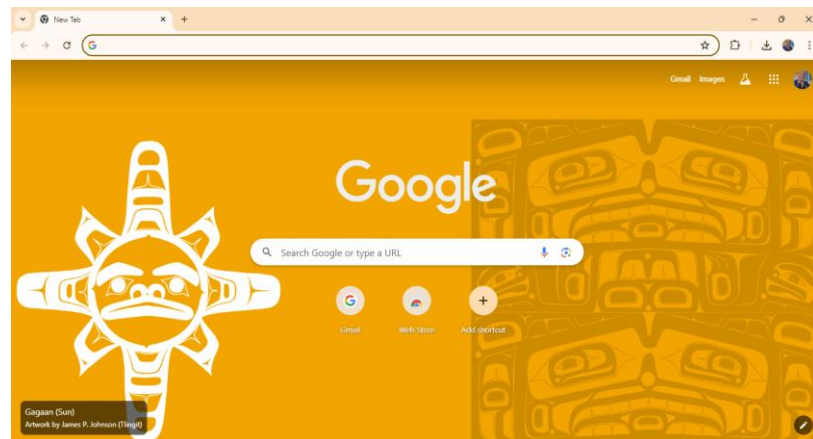 New Tab
Gmail Images
Google
Search Google or type a URL
Gmail Web Store Add shortcut
Gagaan (Sun)
Artwork by James P. Johnson (Tlingit)